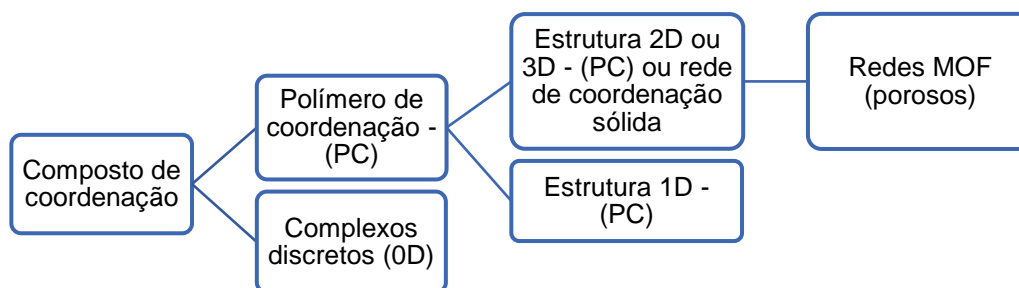 Composto de
coordenação
Polímero de
coordenação -
(PC)
Complexos
discretos (0D)
Estrutura 2D ou
3D - (PC) ou rede
de coordenação
sólida
Estrutura 1D -
(PC)
Redes MOF
(porosos)